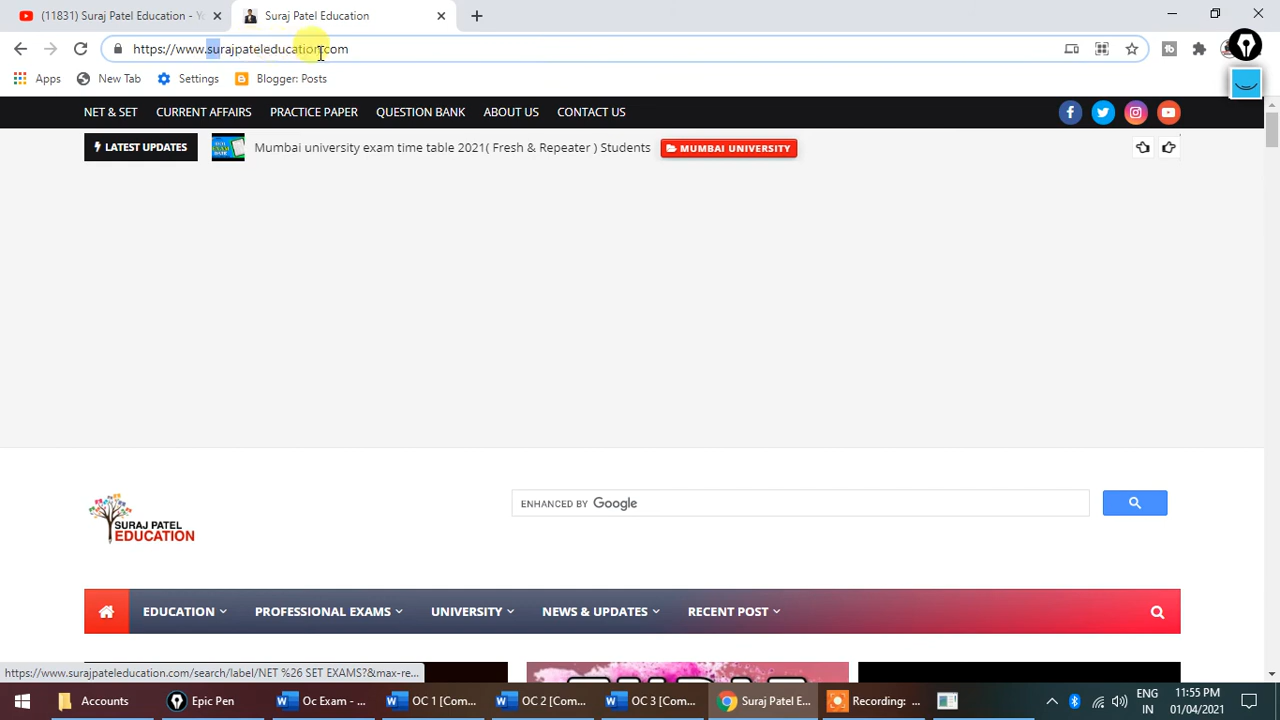 (11831) Suraj Patel Education - Yo
Suraj Patel Education
https://www.surajpateleducation.com
Apps
New Tab
Settings
Blogger: Posts
NET & SET
CURRENT AFFAIRS
PRACTICE PAPER
QUESTION BANK
ABOUT US
CONTACT US
LATEST UPDATES
Mumbai university exam time table 2021( Fresh & Repeater ) Students
MUMBAI UNIVERSITY
SURAJ PATEL
EDUCATION
ENHANCED BY Google
EDUCATION
PROFESSIONAL EXAMS
UNIVERSITY
NEWS & UPDATES
RECENT POST
https://www.surajpateleducation.com/search/label/NET %26 SET EXAMS?&max-re...
Accounts
Epic Pen
Oc Exam - ...
OC 1 [Com...
OC 2 [Com...
OC 3 [Com...
Suraj Patel E...
Recording: ...
ENG
IN
11:55 PM
01/04/2021